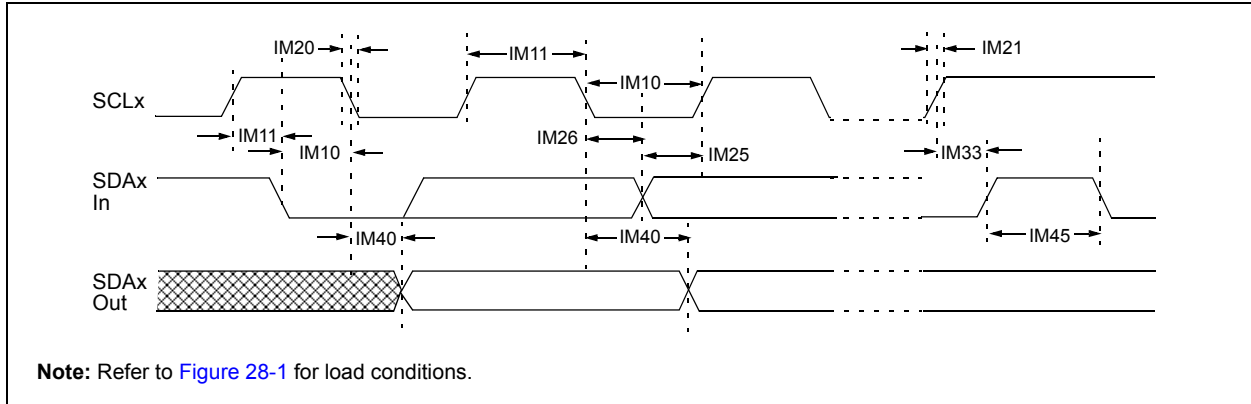 IM20
IM11
IM21
IM10
SCLx
IM11
IM26
IM10
IM25
IM33
SDAx
In
IM40
IM40
IM45
SDAx
Out
Note: Refer to Figure 28-1 for load conditions.